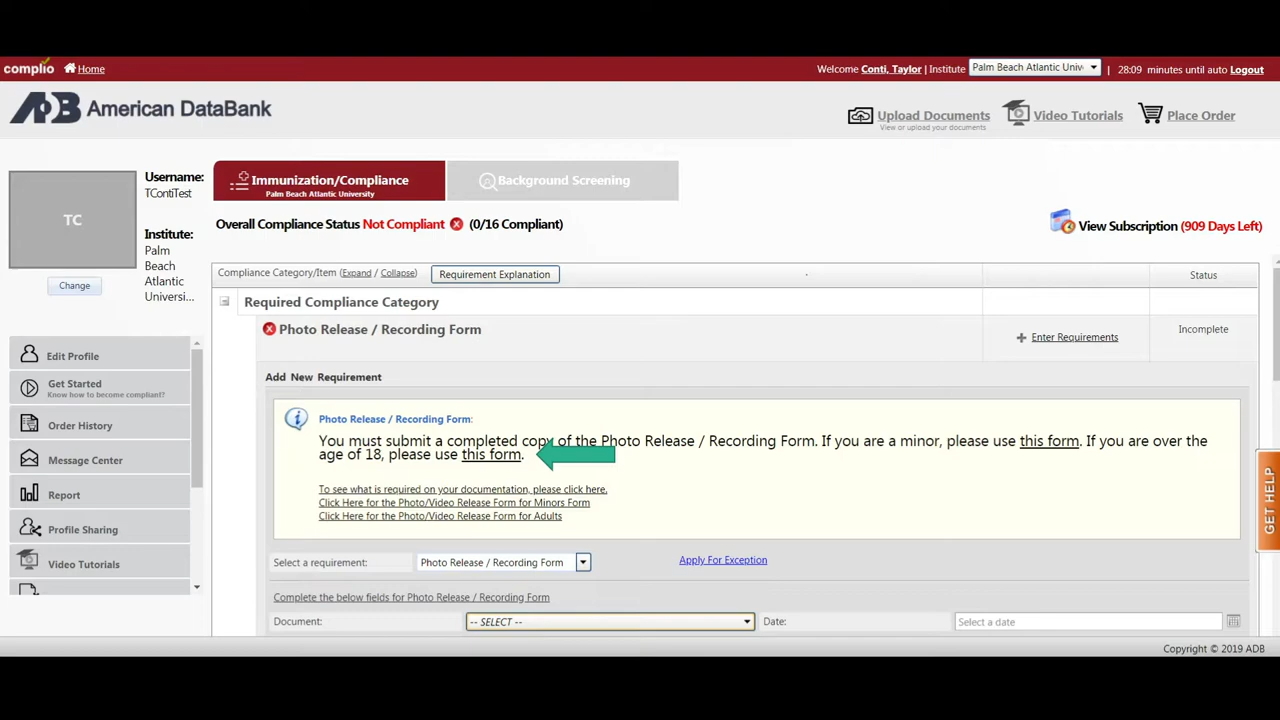 complio Home
Welcome Conti, Taylor | Institute Palm Beach Atlantic Univ | 28:09 minutes until auto Logout
ADB American DataBank
Upload Documents
View or upload your documents
Video Tutorials
Place Order
TC
Change
Username:
TContiTest
Institute:
Palm
Beach
Atlantic
Universi...
Immunization/Compliance
Palm Beach Atlantic University
Background Screening
Overall Compliance Status Not Compliant (0/16 Compliant)
View Subscription (909 Days Left)
Compliance Category/Item (Expand / Collapse) Requirement Explanation
Status
Required Compliance Category
Photo Release / Recording Form
Enter Requirements
Incomplete
Add New Requirement
Photo Release / Recording Form:
You must submit a completed copy of the Photo Release / Recording Form. If you are a minor, please use this form. If you are over the
age of 18, please use this form.
To see what is required on your documentation, please click here.
Click Here for the Photo/Video Release Form for Minors Form
Click Here for the Photo/Video Release Form for Adults
Select a requirement: Photo Release / Recording Form Apply For Exception
Complete the below fields for Photo Release / Recording Form
Document: -- SELECT -- Date: Select a date
Edit Profile
Get Started
Know how to become compliant?
Order History
Message Center
Report
Profile Sharing
Video Tutorials
GET HELP
Copyright © 2019 ADB